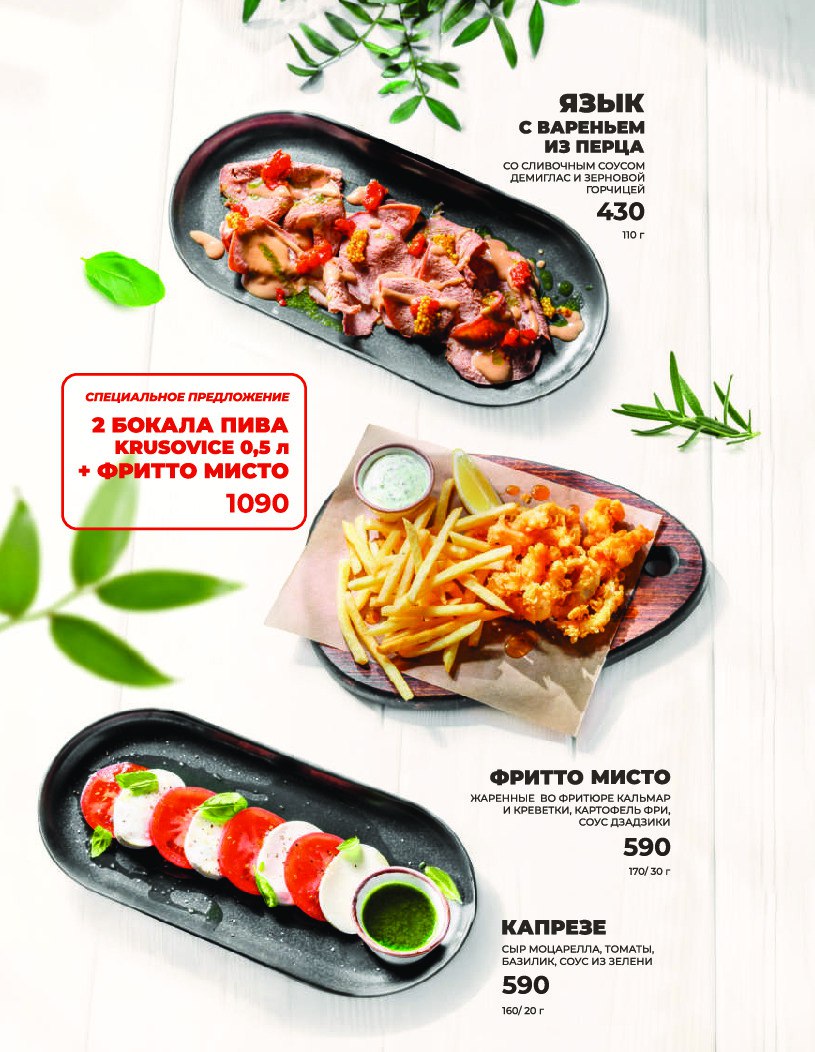 ЯЗЫК
С ВАРЕНЬЕМ
ИЗ ПЕРЦА
СО СЛИВОЧНЫМ СОУСОМ
ДЕМИГЛАС И ЗЕРНОВОЙ
ГОРЧИЦЕЙ
430
110 г
СПЕЦИАЛЬНОЕ ПРЕДЛОЖЕНИЕ
2 БОКАЛА ПИВА
KRUSOVICE 0,5 л
+ ФРИТТО МИСТО
1090
ФРИТТО МИСТО
ЖАРЕННЫЕ ВО ФРИТЮРЕ КАЛЬМАР
И КРЕВЕТКИ, КАРТОФЕЛЬ ФРИ,
СОУС ДЗАДЗИКИ
590
170/ 30 г
КАПРЕЗЕ
СЫР МОЦАРЕЛЛА, ТОМАТЫ,
БАЗИЛИК, СОУС ИЗ ЗЕЛЕНИ
590
160/ 20 г